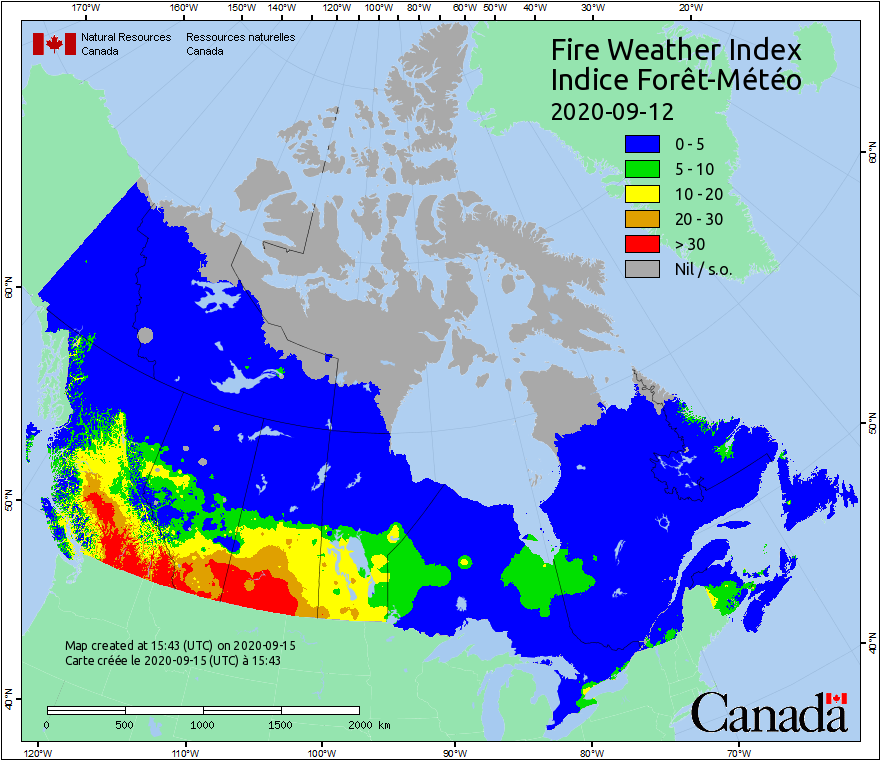 170°W 160°W 150°W 140°W 130°W 120°W 110°W 100°W 90°W 80°W 70°W 60°W 50°W 40°W 30°W 20°W
Natural Resources Ressources naturelles
Canada Canada
Fire Weather Index
Indice Forêt-Météo
2020-09-12
0 - 5
5 - 10
10 - 20
20 - 30
> 30
Nil / s.o.
60°N
60°N
50°N
50°N
40°N
40°N
Map created at 15:43 (UTC) on 2020-09-15
Carte créée le 2020-09-15 (UTC) à 15:43
0 500 1000 1500 2000 km
Canada
120°W 110°W 100°W 90°W 80°W 70°W